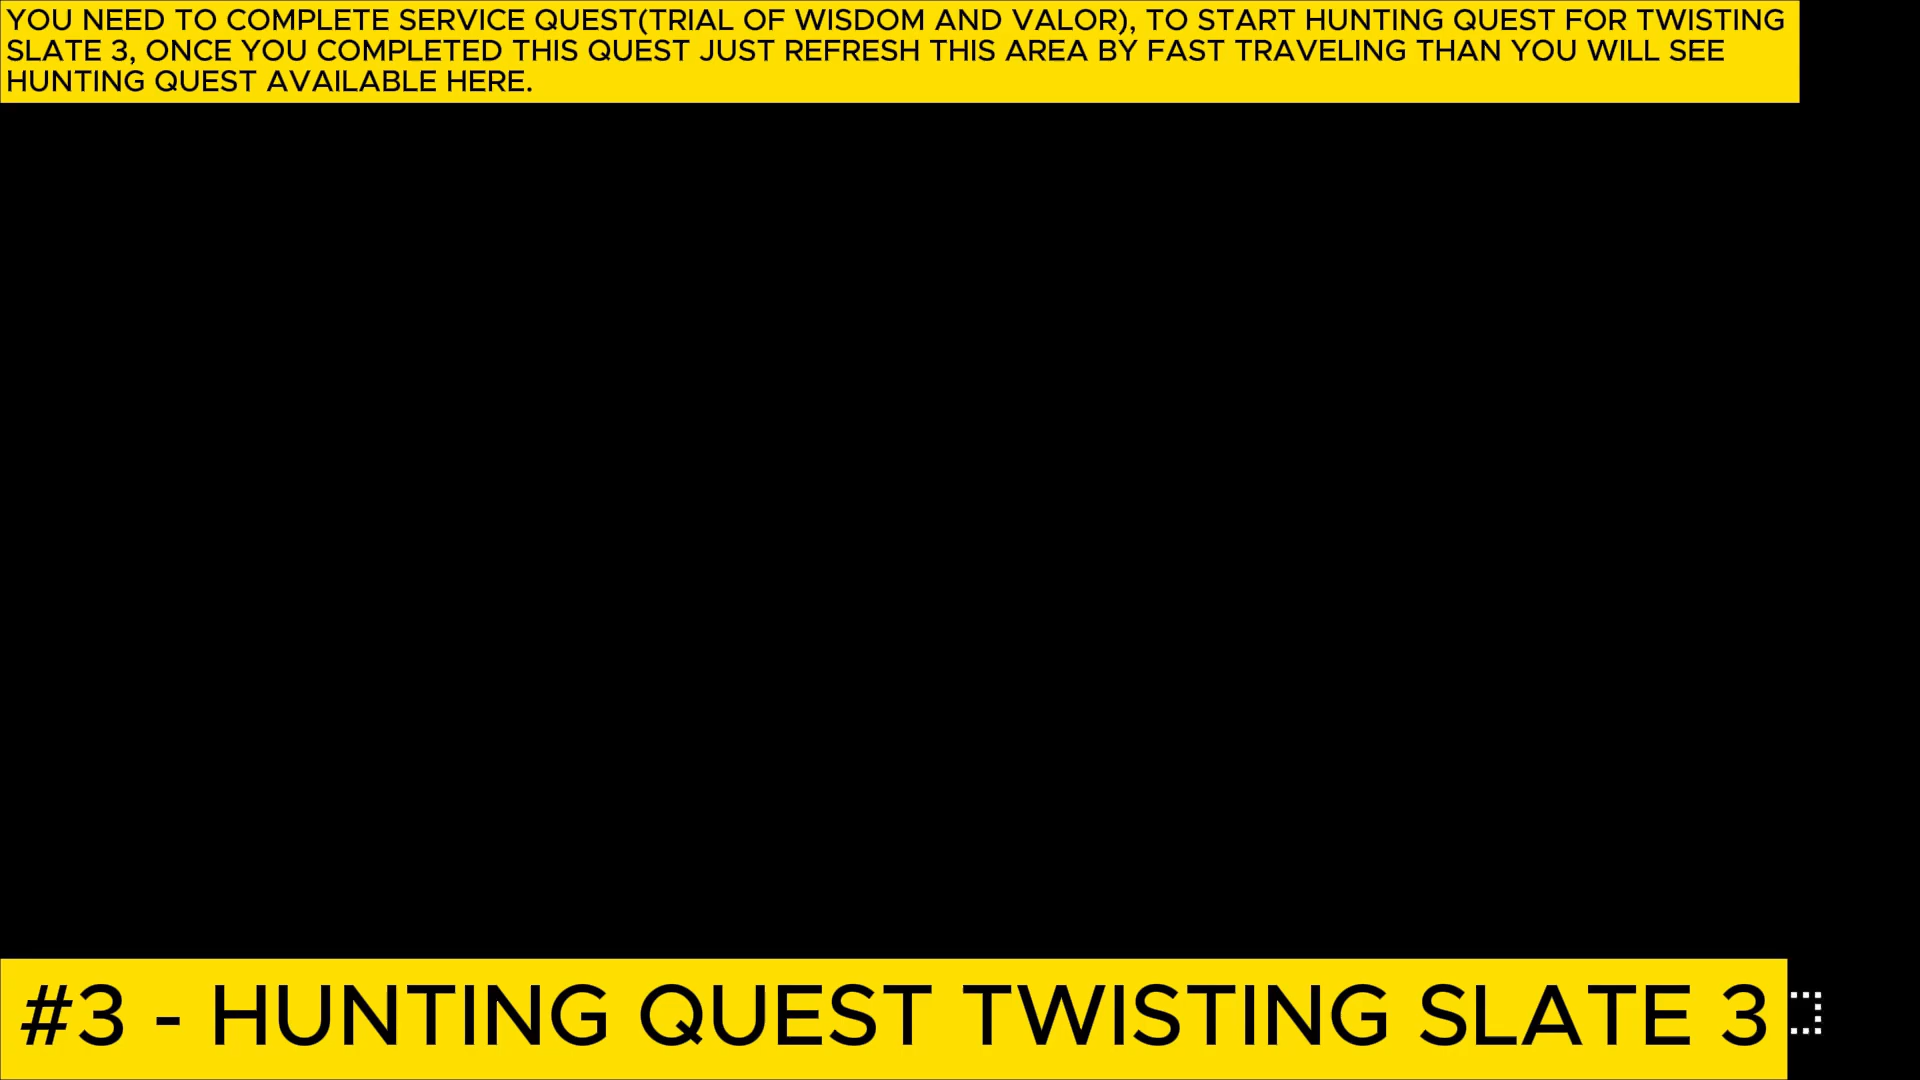 YOU NEED TO COMPLETE SERVICE QUEST(TRIAL OF WISDOM AND VALOR), TO START HUNTING QUEST FOR TWISTING
SLATE 3, ONCE YOU COMPLETED THIS QUEST JUST REFRESH THIS AREA BY FAST TRAVELING THAN YOU WILL SEE
HUNTING QUEST AVAILABLE HERE.
#3 - HUNTING QUEST TWISTING SLATE 3